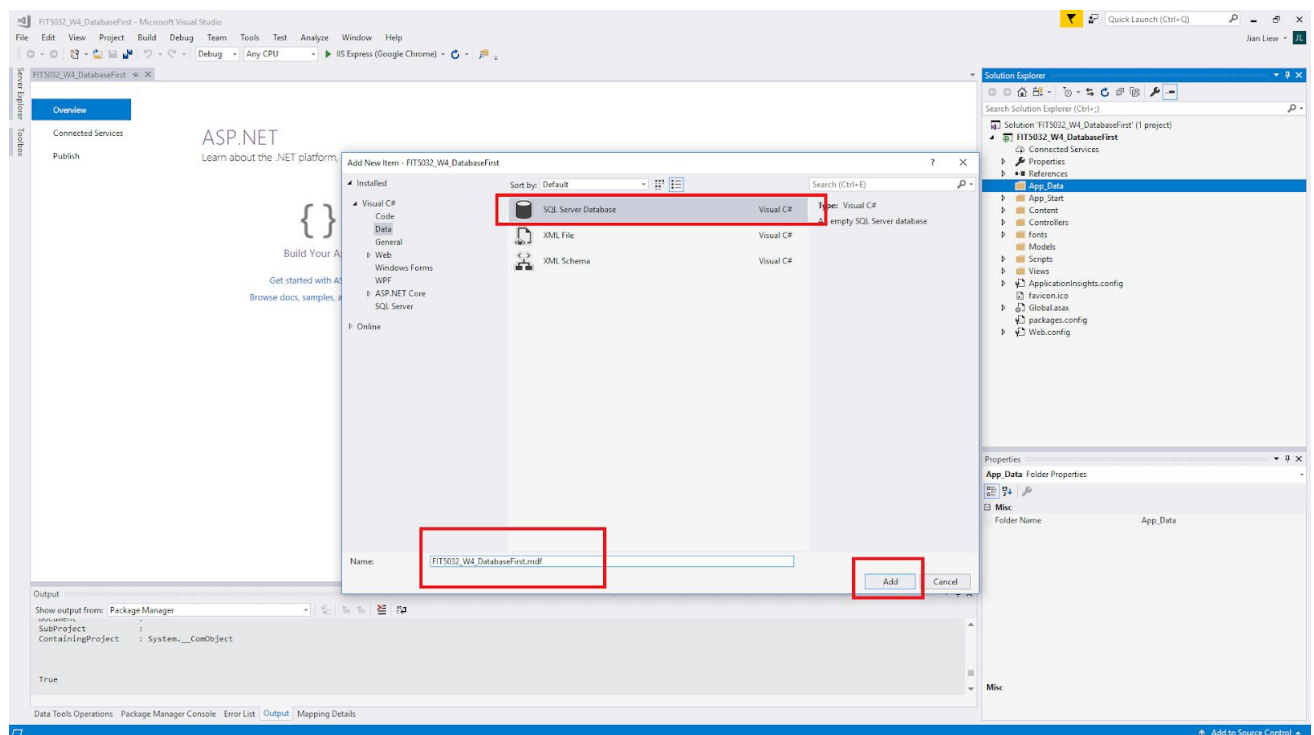 FIT5032_W4_DatabaseFirst - Microsoft Visual Studio
Quick Launch (Ctrl+Q)
File Edit View Project Build Debug Team Tools Test Analyze Window Help
Jian Liew
JL
Debug Any CPU IIS Express (Google Chrome)
Server Explorer
Toolbox
FIT5032_W4_DatabaseFirst
Overview
Connected Services
Publish
ASP.NET
Learn about the .NET platform,
Build Your A
Get started with AS
Browse docs, samples, a
Add New Item - FIT5032_W4_DatabaseFirst
Installed
Visual C#
Code
Data
General
Web
Windows Forms
WPF
ASP.NET Core
SQL Server
Online
Sort by: Default
Search (Ctrl+E)
SQL Server Database Visual C#
XML File Visual C#
XML Schema Visual C#
Type: Visual C#
empty SQL Server database
Name: FIT5032_W4_DatabaseFirst.mdf
Add Cancel
Solution Explorer
Search Solution Explorer (Ctrl+;)
Solution 'FIT5032_W4_DatabaseFirst' (1 project)
FIT5032_W4_DatabaseFirst
Connected Services
Properties
References
App_Data
App_Start
Content
Controllers
fonts
Models
Scripts
Views
ApplicationInsights.config
favicon.ico
Global.asax
packages.config
Web.config
Properties
App_Data Folder Properties
Misc
Folder Name App_Data
Misc
Output
Show output from: Package Manager
SubProject :
ContainingProject : System.__ComObject
True
Data Tools Operations Package Manager Console Error List Output Mapping Details
Add to Source Control